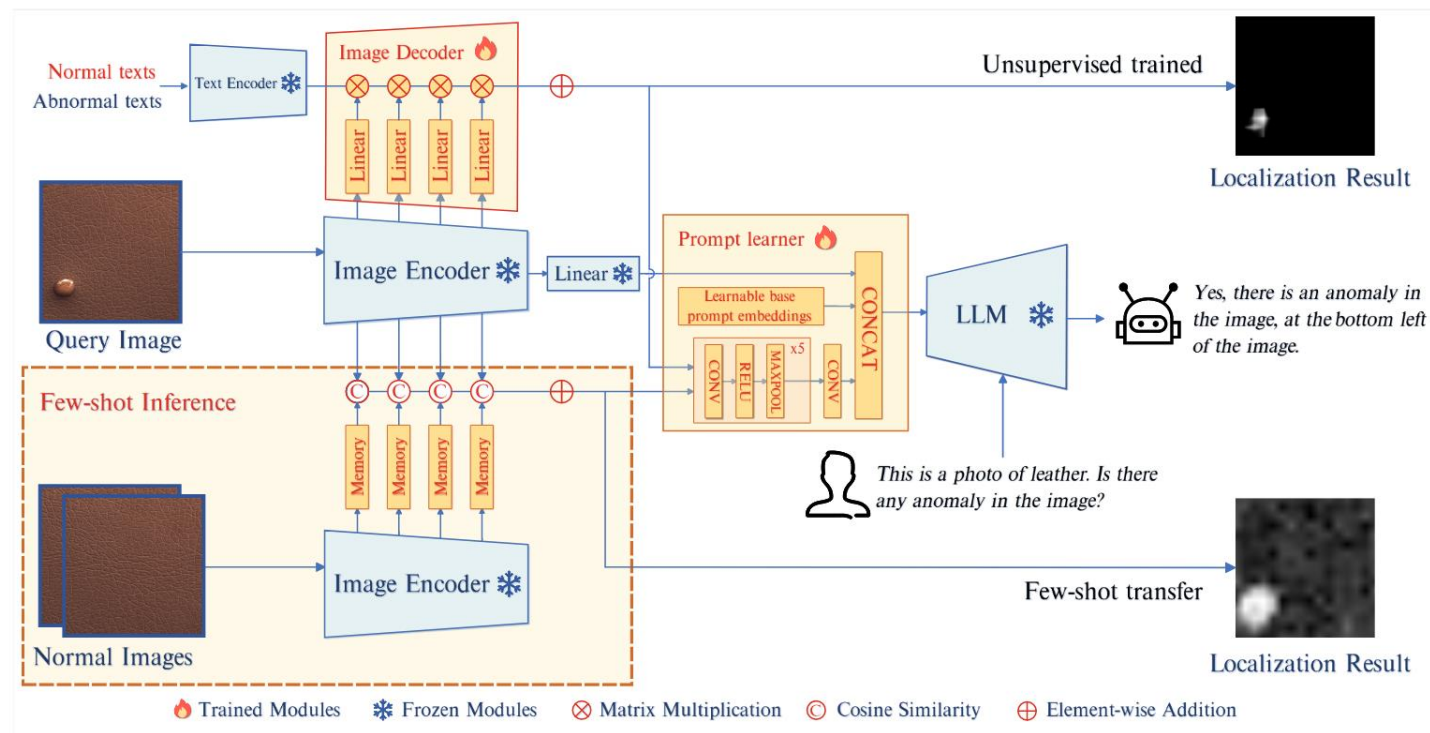 Image Decoder
Normal texts
Abnormal texts
Text Encoder
Unsupervised trained
Linear
Linear
Linear
Linear
Localization Result
Query Image
Image Encoder
Linear
Prompt learner
Learnable base
prompt embeddings
CONCAT
x5
CONV
RELU
MAXPOOL
CONV
LLM
Yes, there is an anomaly in
the image, at the bottom left
of the image.
Few-shot Inference
C
C
C
C
Memory
Memory
Memory
Memory
This is a photo of leather. Is there
any anomaly in the image?
Normal Images
Image Encoder
Few-shot transfer
Localization Result
Trained Modules
Frozen Modules
Matrix Multiplication
C Cosine Similarity
Element-wise Addition